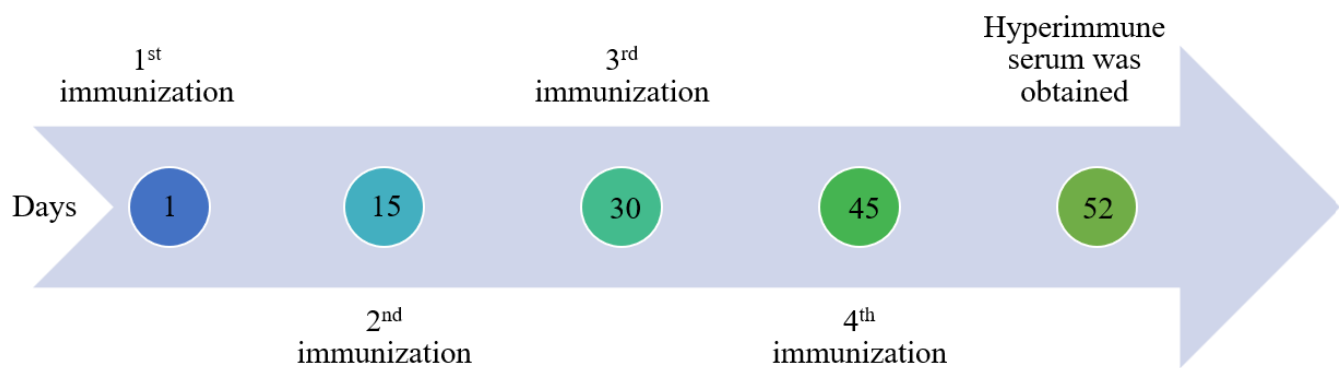 1st
immunization
3rd
immunization
Hyperimmune
serum was
obtained
Days
1
15
30
45
52
2nd
immunization
4th
immunization